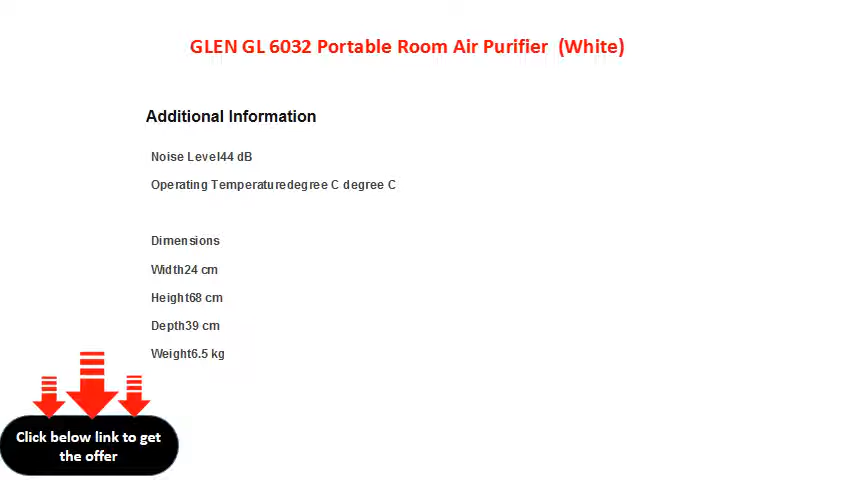 GLEN GL 6032 Portable Room Air Purifier  (White)
Additional Information
Noise Level44 dB
Operating Temperaturedegree C degree C
Dimensions
Width24 cm
Height68 cm
Depth39 cm
Weight6.5 kg
Click below link to get
the offer